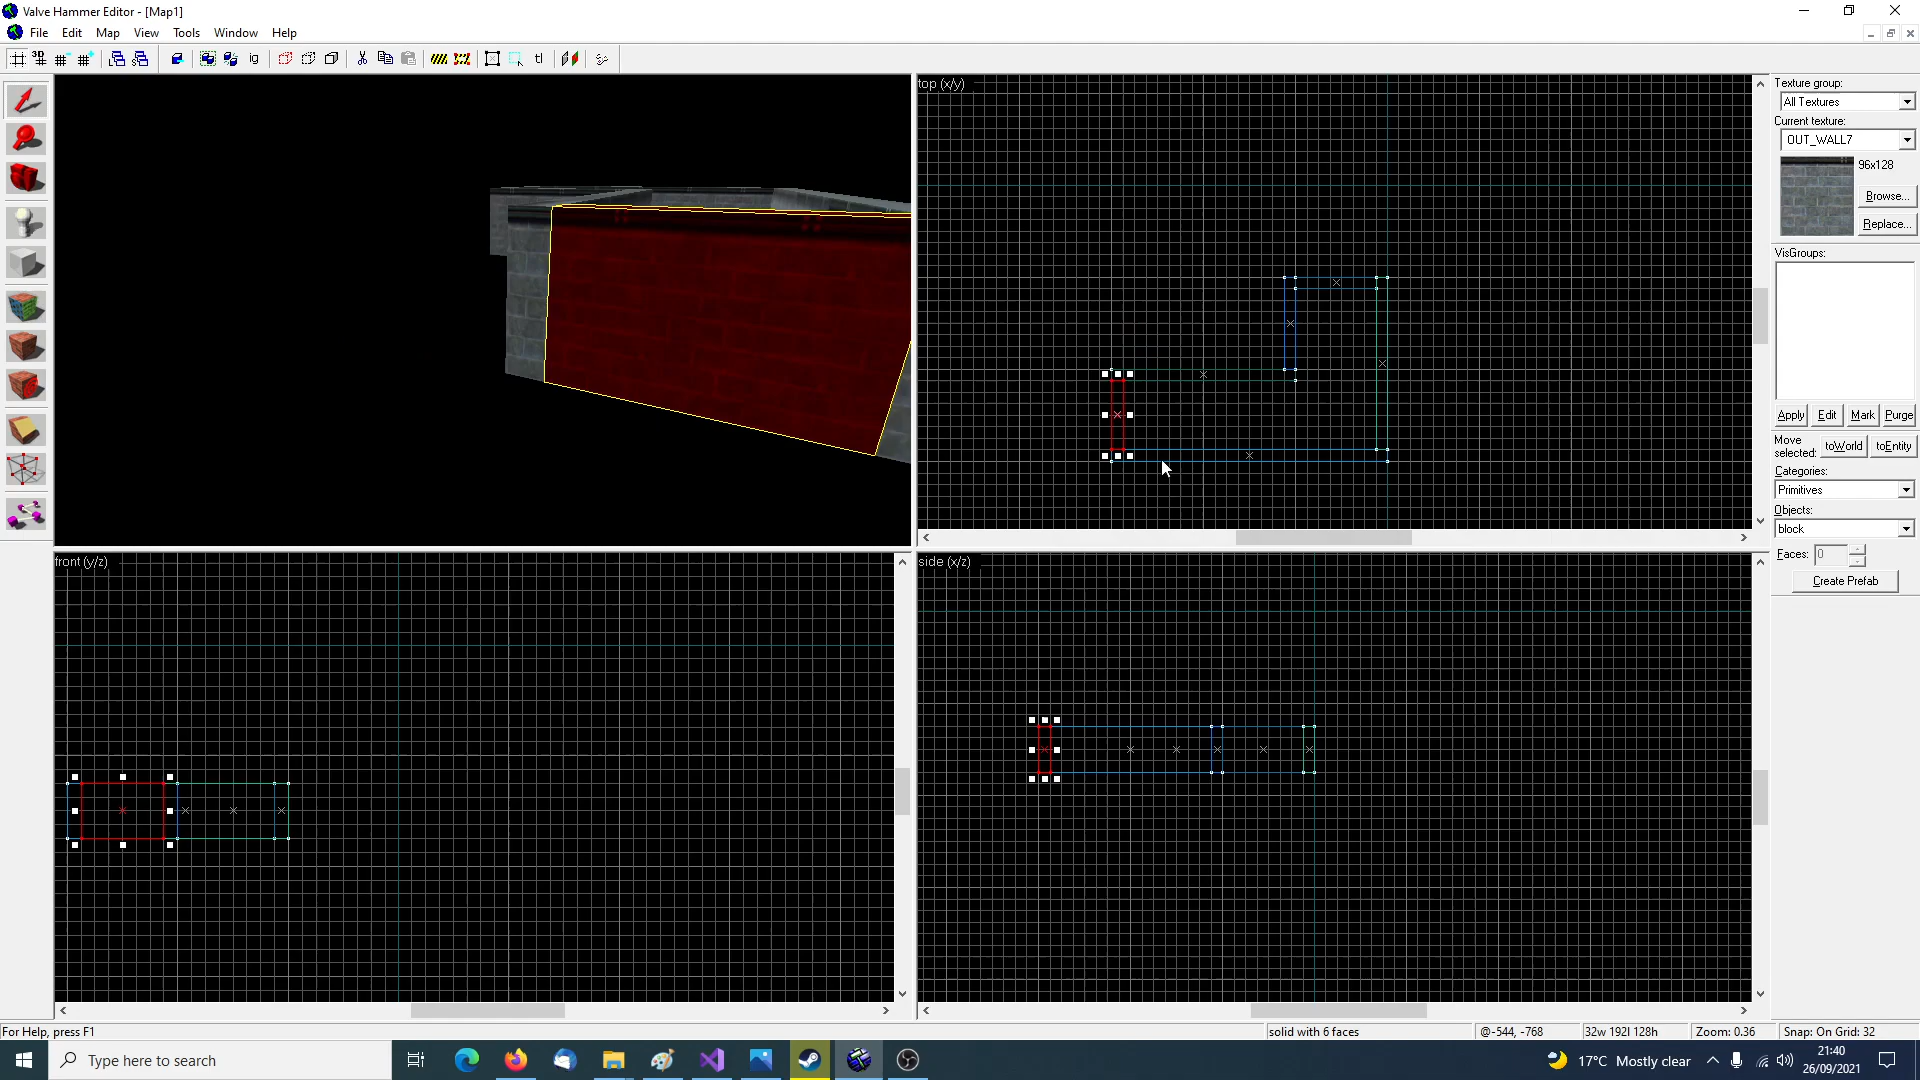 Valve Hammer Editor - [Map1]
File Edit Map View Tools Window Help
3D ig tl
top (x/y)
front (y/z)
side (x/z)
Texture group:
All Textures
Current texture:
OUT_WALL7
96x128
Browse...
Replace...
VisGroups:
Apply Edit Mark Purge
Move selected: toWorld toEntity
Categories:
Primitives
Objects:
block
Faces: 0
Create Prefab
For Help, press F1
solid with 6 faces
@-544, -768
32w 192l 128h
Zoom: 0.36
Snap: On Grid: 32
Type here to search
17°C Mostly clear
21:40
26/09/2021